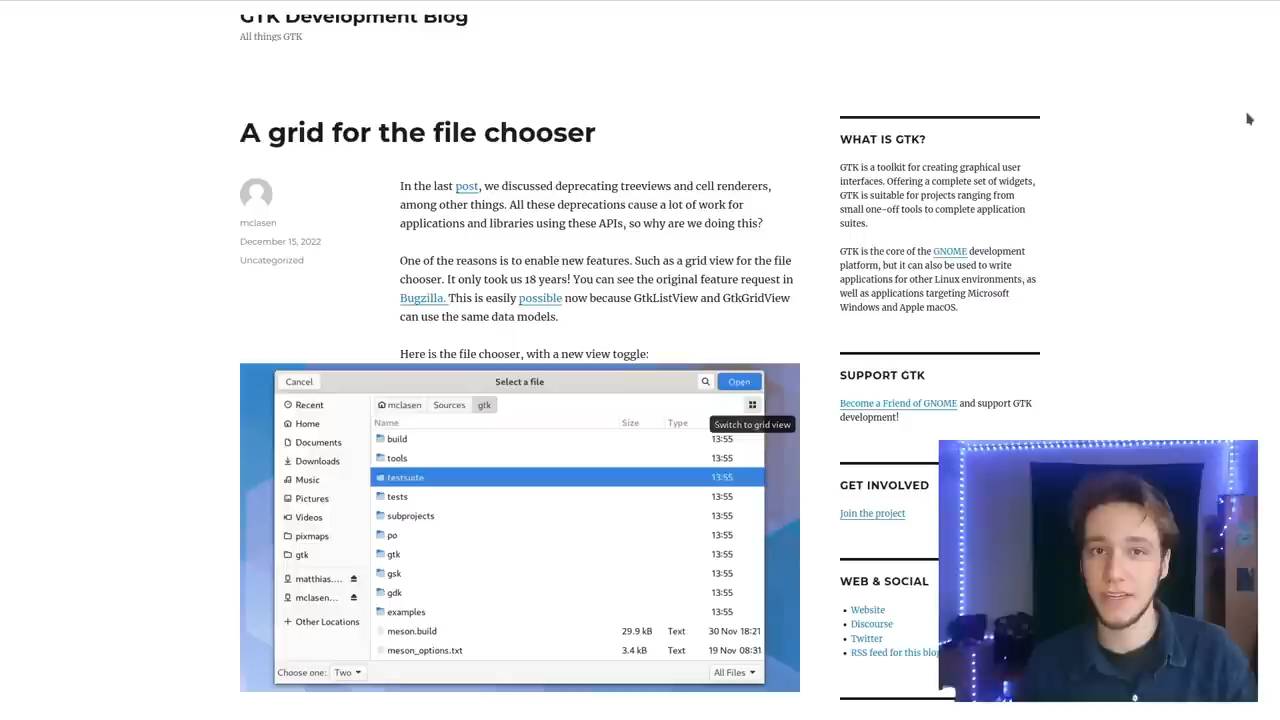 GTK Development Blog
All things GTK
A grid for the file chooser
mclasen
December 15, 2022
Uncategorized
In the last post, we discussed deprecating treeviews and cell renderers,
among other things. All these deprecations cause a lot of work for
applications and libraries using these APIs, so why are we doing this?
One of the reasons is to enable new features. Such as a grid view for the file
chooser. It only took us 18 years! You can see the original feature request in
Bugzilla. This is easily possible now because GtkListView and GtkGridView
can use the same data models.
Here is the file chooser, with a new view toggle:
Cancel
Select a file
Open
Recent
Home
Documents
Downloads
Music
Pictures
Videos
pixmaps
gtk
matthias....
mclasen...
Other Locations
mclasen
Sources
gtk
Name
Size
Type
Switch to grid view
build 13:55
tools 13:55
testsuite 13:55
tests 13:55
subprojects 13:55
po 13:55
gtk 13:55
gsk 13:55
gdk 13:55
examples 13:55
meson.build 29.9 kB Text 30 Nov 18:21
meson_options.txt 3.4 kB Text 19 Nov 08:31
Choose one: Two
All Files
WHAT IS GTK?
GTK is a toolkit for creating graphical user
interfaces. Offering a complete set of widgets,
GTK is suitable for projects ranging from
small one-off tools to complete application
suites.
GTK is the core of the GNOME development
platform, but it can also be used to write
applications for other Linux environments, as
well as applications targeting Microsoft
Windows and Apple macOS.
SUPPORT GTK
Become a Friend of GNOME and support GTK
development!
GET INVOLVED
Join the project
WEB & SOCIAL
Website
Discourse
Twitter
RSS feed for this blog